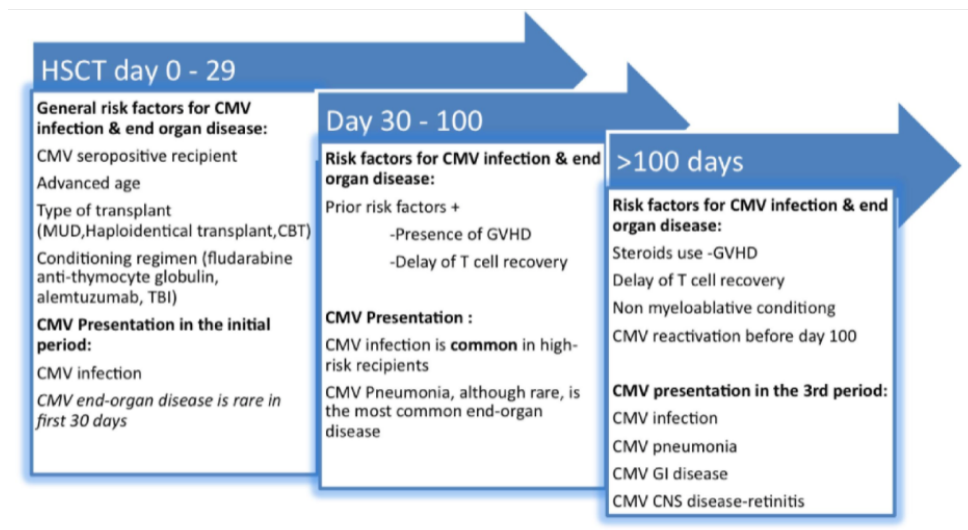 HSCT day 0 - 29
General risk factors for CMV
infection & end organ disease:
CMV seropositive recipient
Advanced age
Type of transplant
(MUD,Haploidentical transplant,CBT)
Conditioning regimen (fludarabine
anti-thymocyte globulin,
alemtuzumab, TBI)
CMV Presentation in the initial
period:
CMV infection
CMV end-organ disease is rare in
first 30 days
Day 30 - 100
Risk factors for CMV infection & end
organ disease:
Prior risk factors +
-Presence of GVHD
-Delay of T cell recovery
CMV Presentation :
CMV infection is common in high-
risk recipients
CMV Pneumonia, although rare, is
the most common end-organ
disease
>100 days
Risk factors for CMV infection & end
organ disease:
Steroids use -GVHD
Delay of T cell recovery
Non myeloablative conditiong
CMV reactivation before day 100
CMV presentation in the 3rd period:
CMV infection
CMV pneumonia
CMV GI disease
CMV CNS disease-retinitis